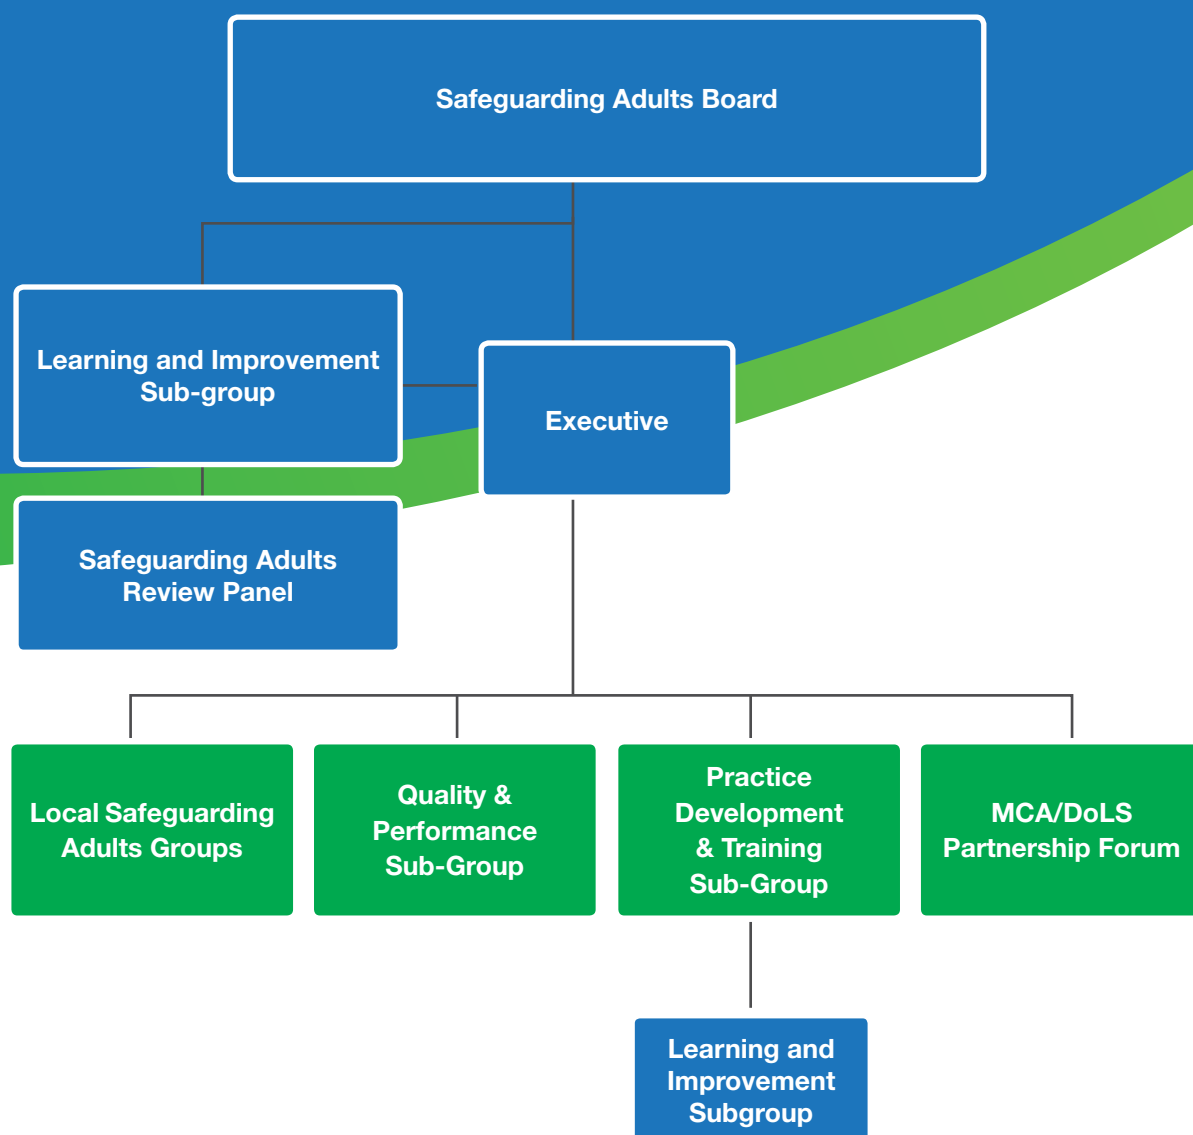 Safeguarding Adults Board
Learning and Improvement
Sub-group
Executive
Safeguarding Adults
Review Panel
Local Safeguarding
Adults Groups
Quality &
Performance
Sub-Group
Practice
Development
& Training
Sub-Group
MCA/DoLS
Partnership Forum
Learning and
Improvement
Subgroup